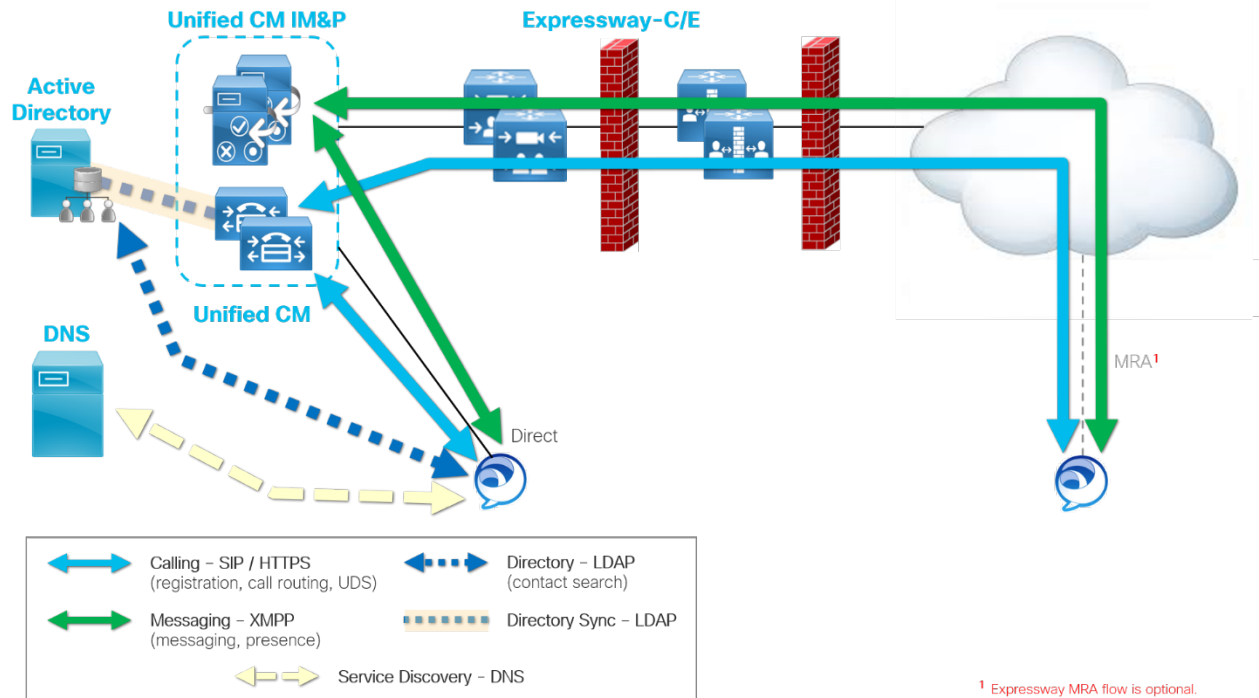 Unified CM IM&P
Expressway-C/E
Active
Directory
Unified CM
DNS
MRA¹
Direct
Calling – SIP / HTTPS
(registration, call routing, UDS)
Directory – LDAP
(contact search)
Messaging – XMPP
(messaging, presence)
Directory Sync – LDAP
Service Discovery – DNS
¹ Expressway MRA flow is optional.